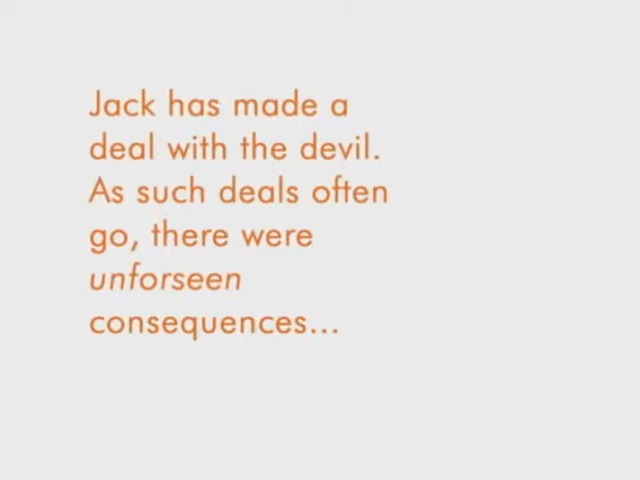 Jack has made a
deal with the devil.
As such deals often
go, there were
unforseen
consequences...